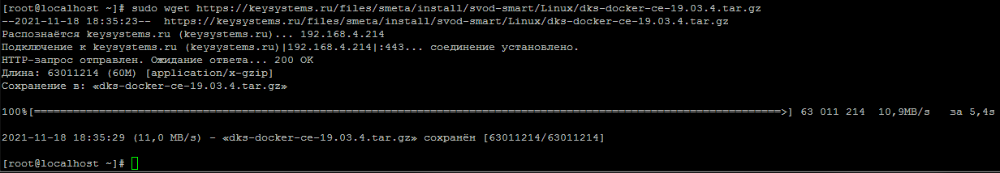 [root@localhost ~]# sudo wget https://keysystems.ru/files/smeta/install/svod-smart/Linux/dks-docker-ce-19.03.4.tar.gz
--2021-11-18 18:35:23--  https://keysystems.ru/files/smeta/install/svod-smart/Linux/dks-docker-ce-19.03.4.tar.gz
Распознаётся keysystems.ru (keysystems.ru)... 192.168.4.214
Подключение к keysystems.ru (keysystems.ru)|192.168.4.214|:443... соединение установлено.
HTTP-запрос отправлен. Ожидание ответа... 200 OK
Длина: 63011214 (60M) [application/x-gzip]
Сохранение в: «dks-docker-ce-19.03.4.tar.gz»
100%[===================================================================================================================>] 63 011 214  10,9MB/s   за 5,4s
2021-11-18 18:35:29 (11,0 MB/s) - «dks-docker-ce-19.03.4.tar.gz» сохранён [63011214/63011214]
[root@localhost ~]#